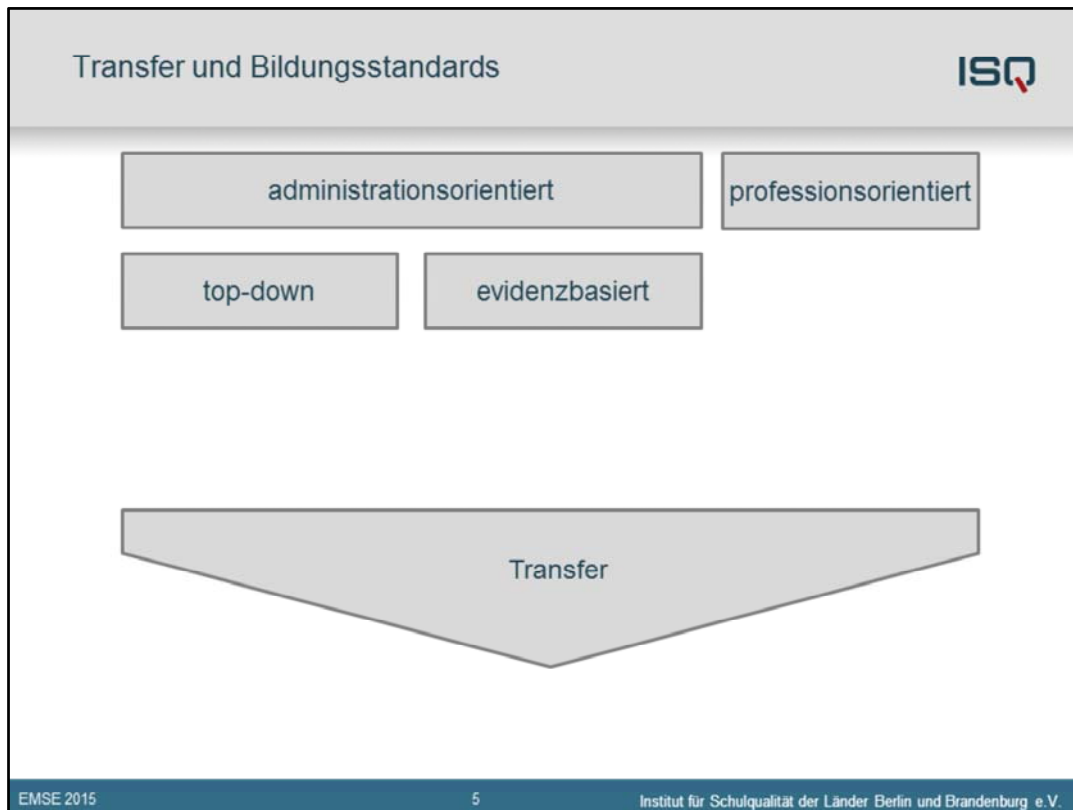 Transfer und Bildungsstandards
ISQ
administrationsorientiert
professionsorientiert
top-down
evidenzbasiert
Transfer
EMSE 2015
5
Institut für Schulqualität der Länder Berlin und Brandenburg e.V.